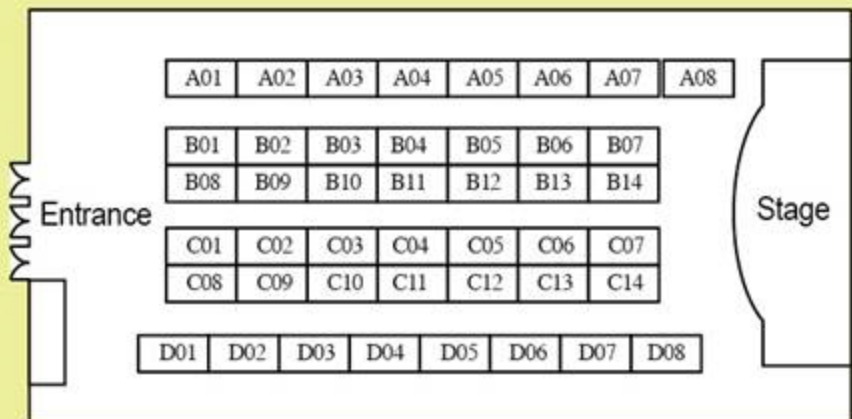 A01 A02 A03 A04 A05 A06 A07 A08
B01 B02 B03 B04 B05 B06 B07
B08 B09 B10 B11 B12 B13 B14
Entrance
Stage
C01 C02 C03 C04 C05 C06 C07
C08 C09 C10 C11 C12 C13 C14
D01 D02 D03 D04 D05 D06 D07 D08